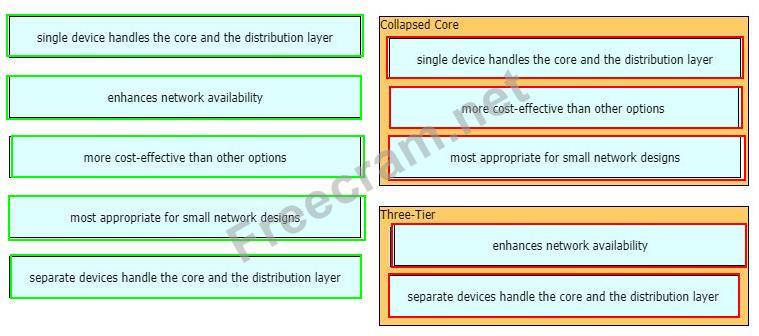 single device handles the core and the distribution layer
enhances network availability
more cost-effective than other options
most appropriate for small network designs
separate devices handle the core and the distribution layer
Collapsed Core
single device handles the core and the distribution layer
more cost-effective than other options
most appropriate for small network designs
Three-Tier
enhances network availability
separate devices handle the core and the distribution layer
Freecram.net